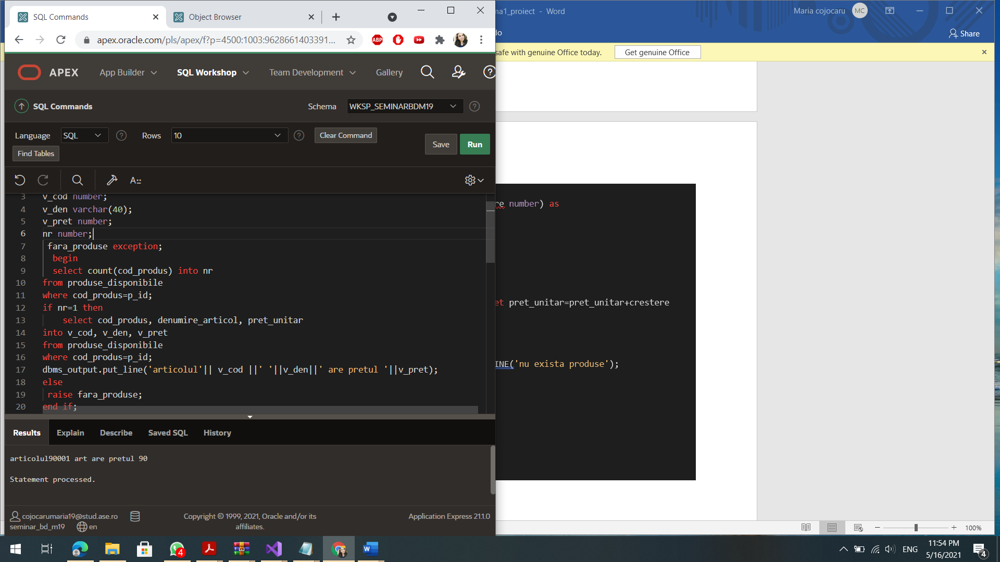 SQL Commands
Object Browser
ma1_proiect - Word
Maria cojocaru
MC
apex.oracle.com/pls/apex/f?p=4500:1003:9628661403391...
ABP
do
Share
safe with genuine Office today.
Get genuine Office
APEX
App Builder
SQL Workshop
Team Development
Gallery
SQL Commands
Schema
WKSP_SEMINARBDM19
Language
SQL
Rows
10
Clear Command
Save
Run
Find Tables
A::
3 v_cod number;
4 v_den varchar(40);
5 v_pret number;
6 nr number;
7 fara_produse exception;
8 begin
9 select count(cod_produs) into nr
10 from produse_disponibile
11 where cod_produs=p_id;
12 if nr=1 then
13 select cod_produs, denumire_articol, pret_unitar
14 into v_cod, v_den, v_pret
15 from produse_disponibile
16 where cod_produs=p_id;
17 dbms_output.put_line('articolul'|| v_cod ||' '||v_den||' are pretul '||v_pret);
18 else
19 raise fara_produse;
20 end if;
re number) as
et pret_unitar=pret_unitar+crestere
INE('nu exista produse');
Results
Explain
Describe
Saved SQL
History
articolul90001 art are pretul 90
Statement processed.
cojocarumaria19@stud.ase.ro
seminar_bd_m19
en
Copyright © 1999, 2021, Oracle and/or its
affiliates.
Application Express 21.1.0
100%
4
ENG
11:54 PM
5/16/2021
4